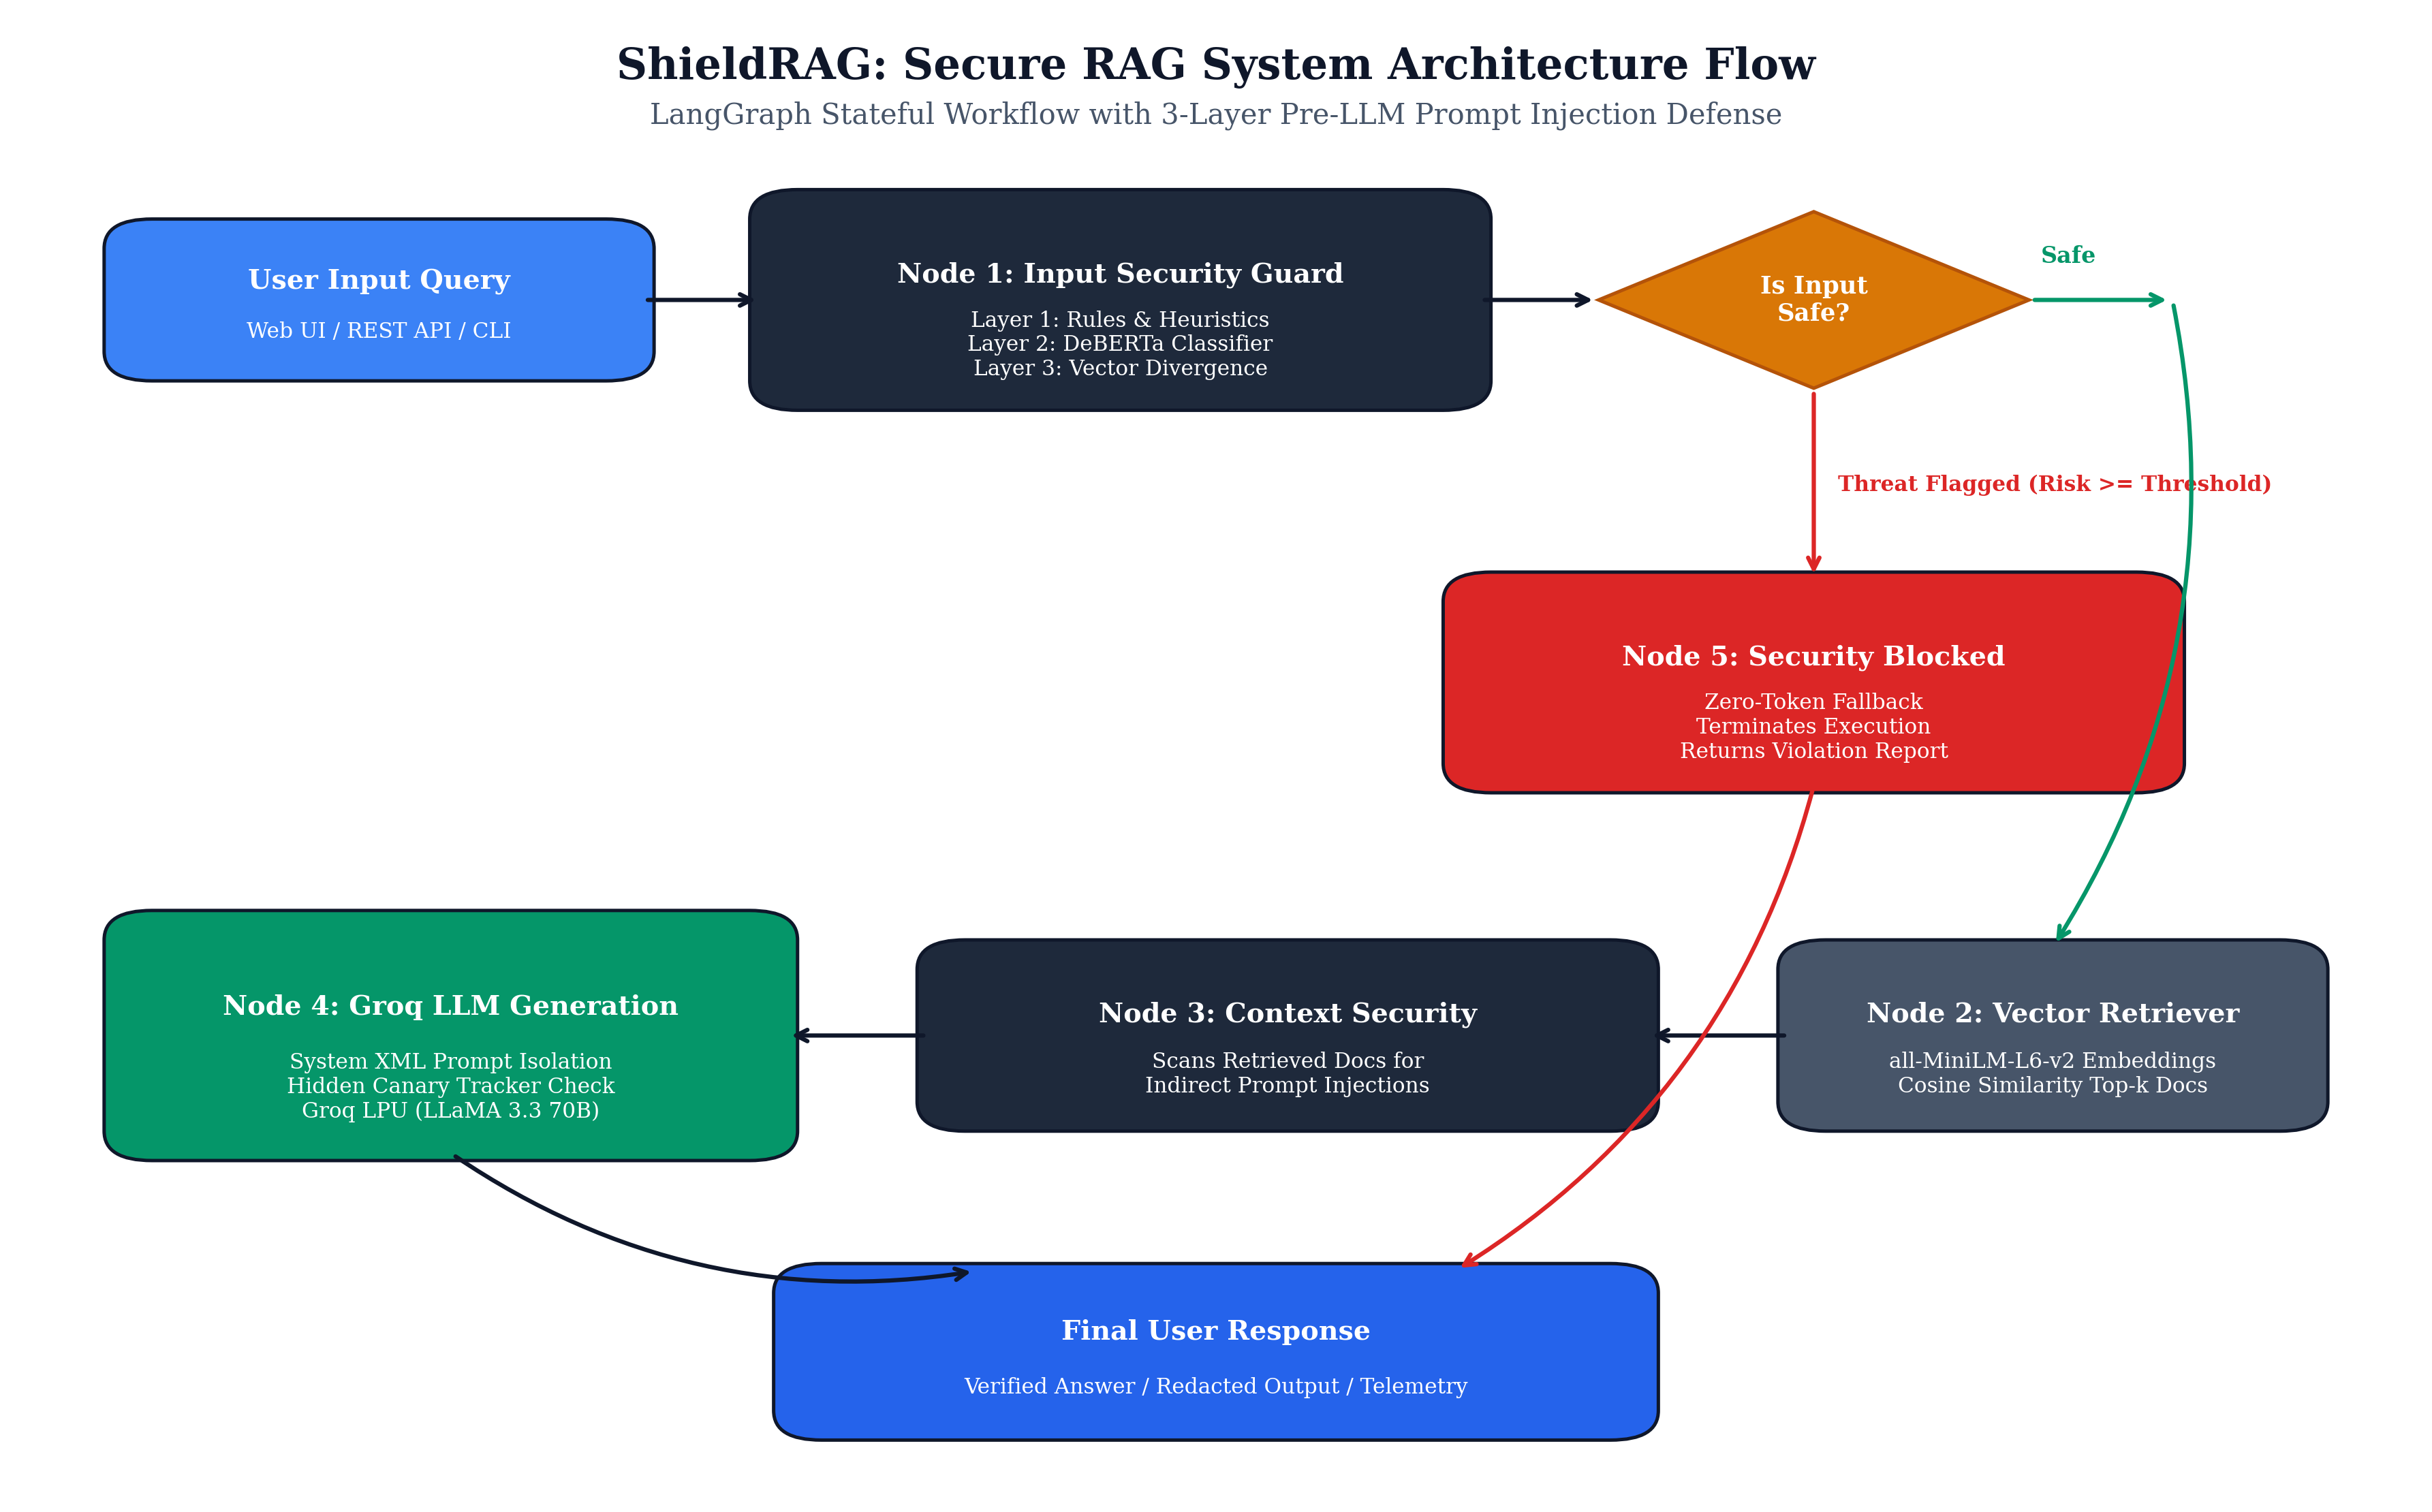 ShieldRAG: Secure RAG System Architecture Flow
LangGraph Stateful Workflow with 3-Layer Pre-LLM Prompt Injection Defense
User Input Query
Web UI / REST API / CLI
Node 1: Input Security Guard
Layer 1: Rules & Heuristics
Layer 2: DeBERTa Classifier
Layer 3: Vector Divergence
Is Input
Safe?
Safe
Threat Flagged (Risk >= Threshold)
Node 5: Security Blocked
Zero-Token Fallback
Terminates Execution
Returns Violation Report
Node 4: Groq LLM Generation
System XML Prompt Isolation
Hidden Canary Tracker Check
Groq LPU (LLaMA 3.3 70B)
Node 3: Context Security
Scans Retrieved Docs for
Indirect Prompt Injections
Node 2: Vector Retriever
all-MiniLM-L6-v2 Embeddings
Cosine Similarity Top-k Docs
Final User Response
Verified Answer / Redacted Output / Telemetry